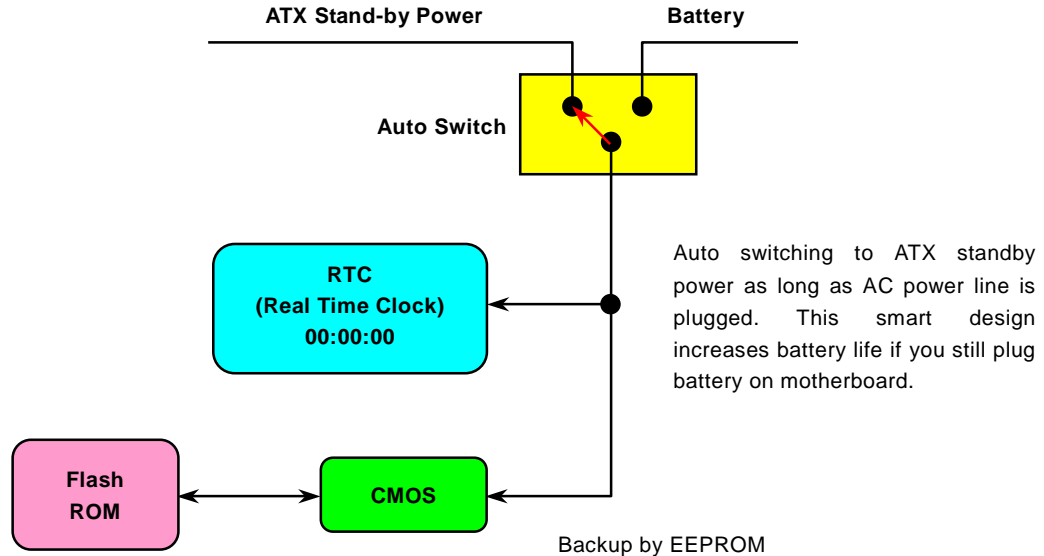 ATX Stand-by Power
Battery
Auto Switch
RTC
(Real Time Clock)
00:00:00
Auto switching to ATX standby
power as long as AC power line is
plugged. This smart design
increases battery life if you still plug
battery on motherboard.
Flash
ROM
CMOS
Backup by EEPROM